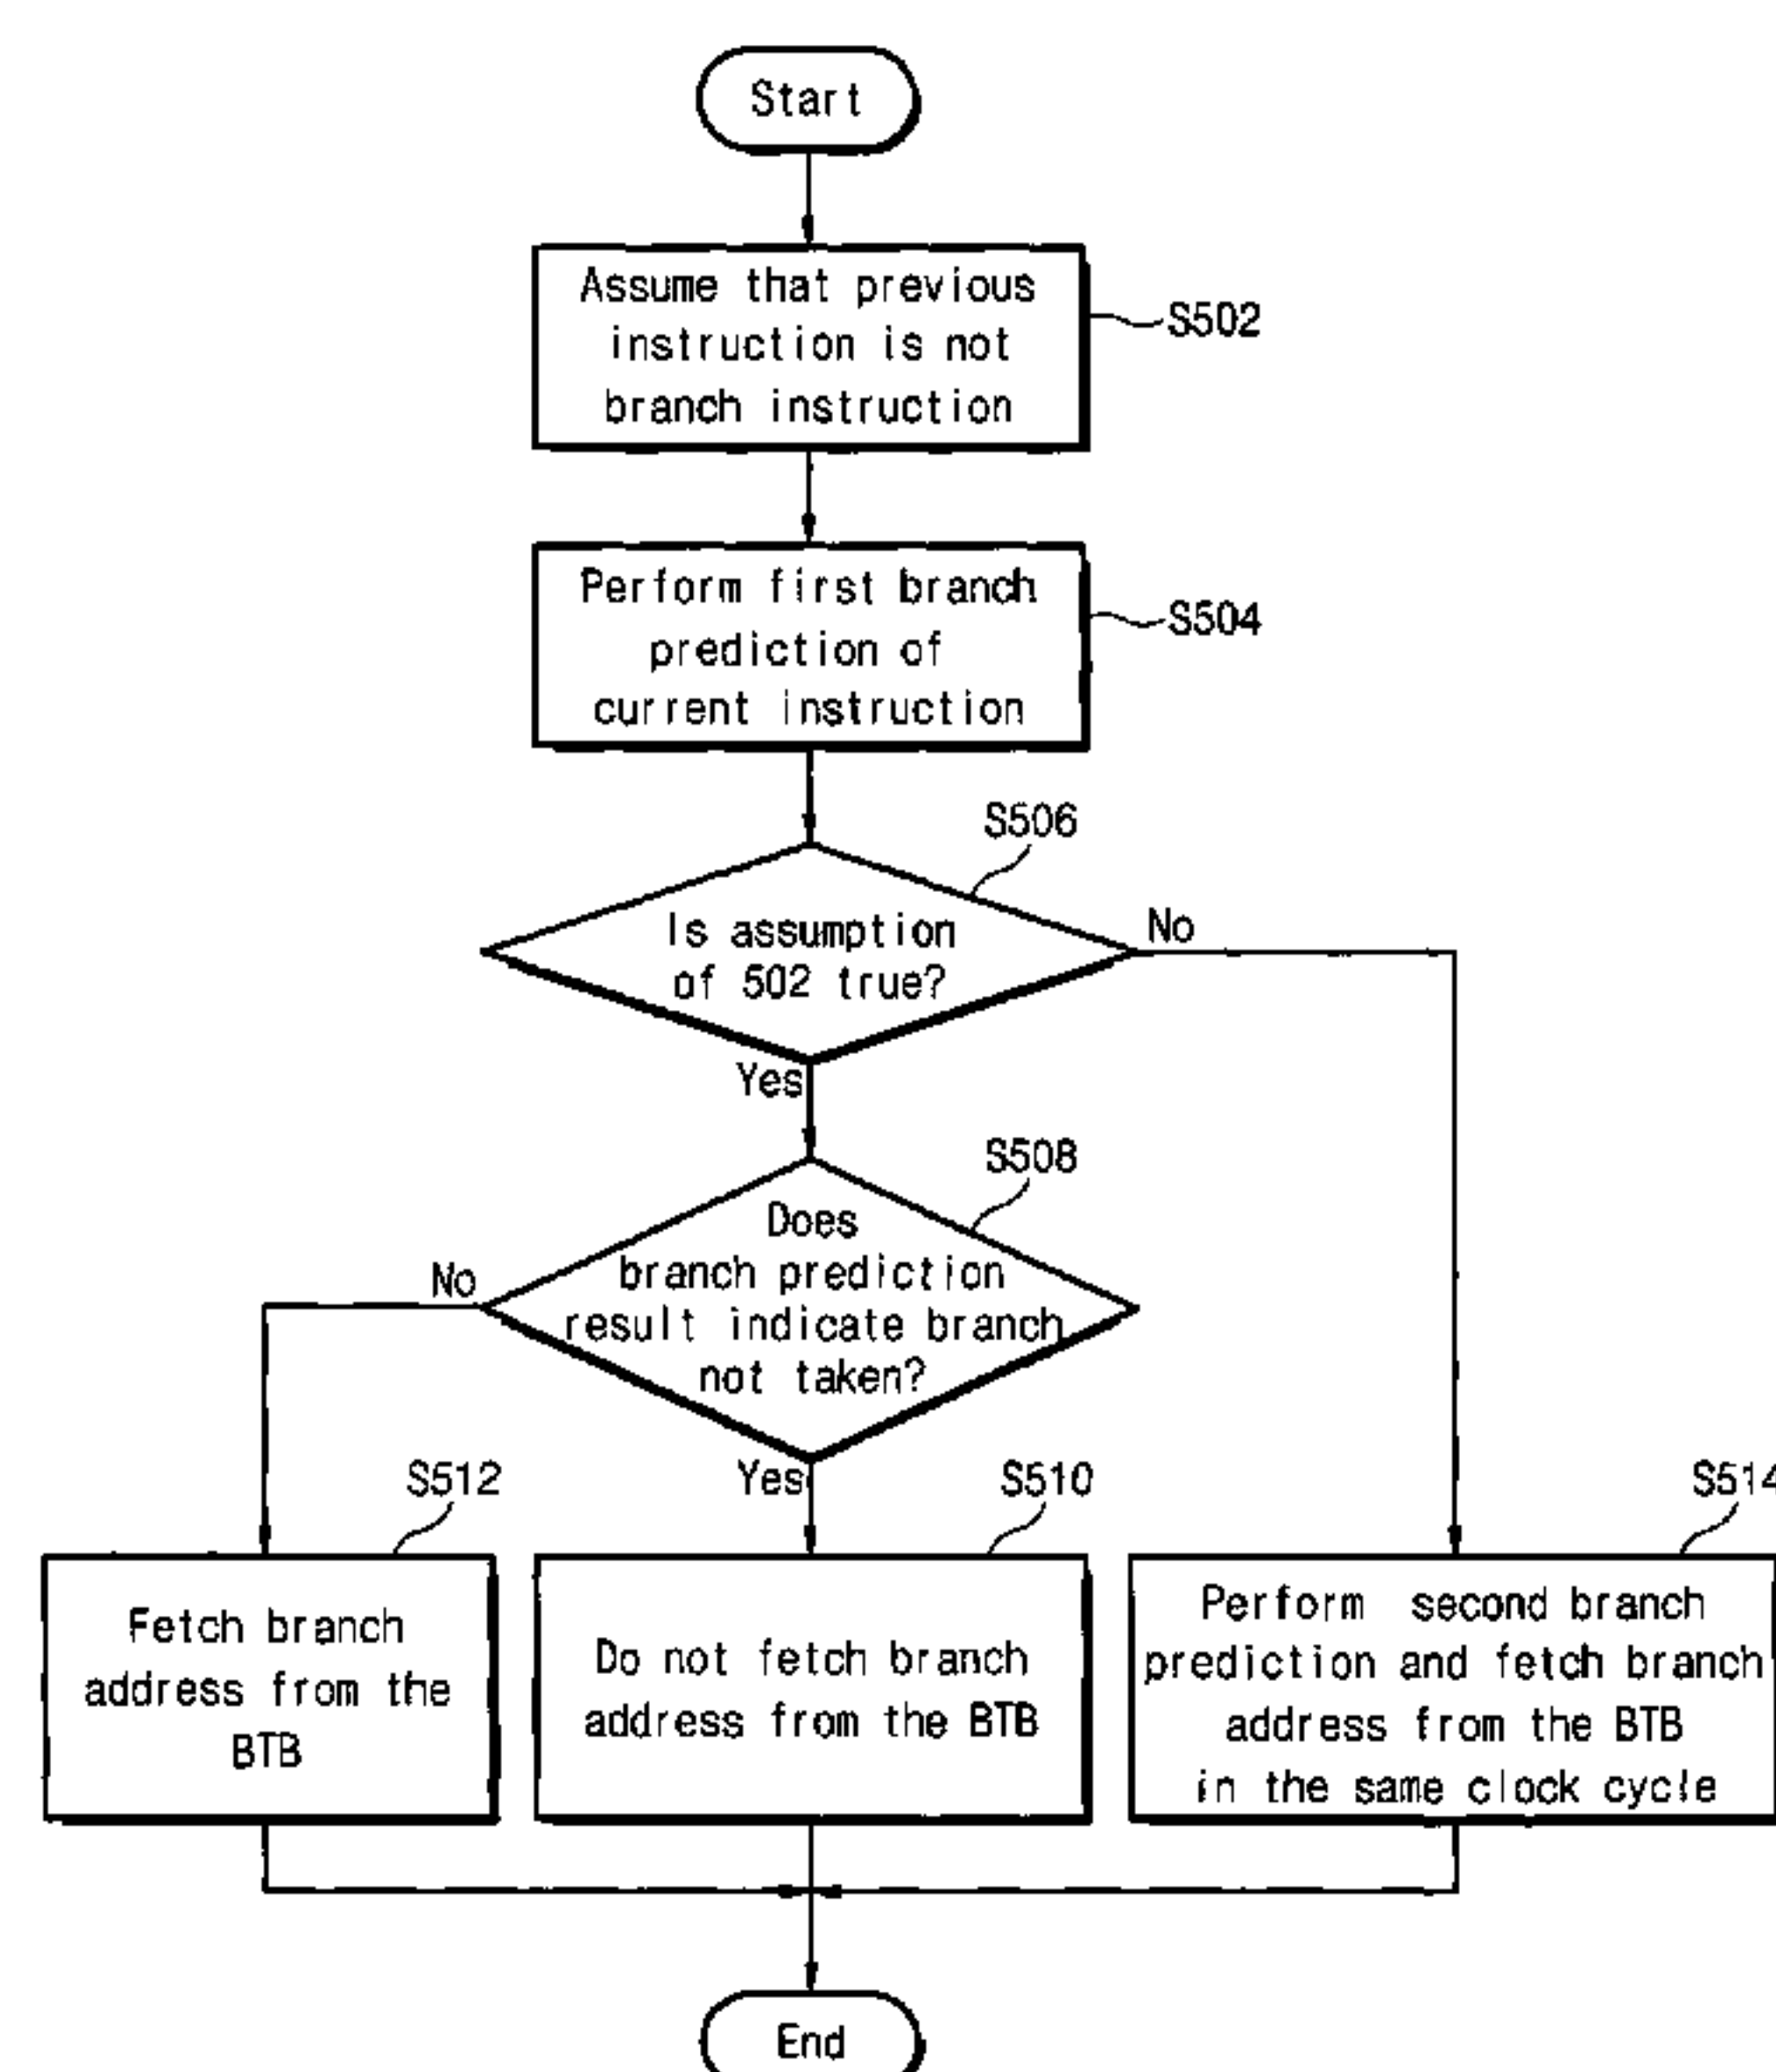 Start
Assume that previous
instruction is not
branch instruction
S502
Perform first branch
prediction of
current instruction
S504
S506
Is assumption
of 502 true?
No
Yes
S508
Does
branch prediction
result indicate branch
not taken?
No
Yes
S512
S510
S514
Fetch branch
address from the
BTB
Do not fetch branch
address from the BTB
Perform second branch
prediction and fetch branch
address from the BTB
in the same clock cycle
End